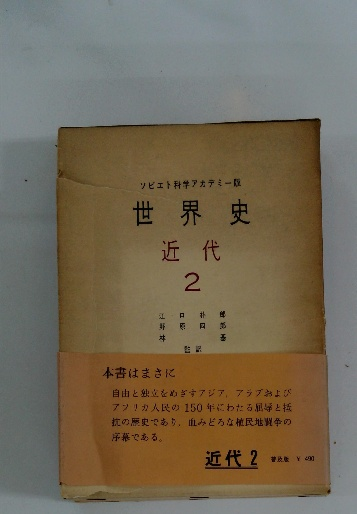 ソビエト科学アカデミー版
世界史
近代
2
江口朴郎
野原四郎
林 基
監訳
本書はまさに
自由と独立をめざすアジア，アラブおよび
アフリカ人民の150年にわたる屈辱と抵
抗の歴史であり，血みどろな植民地闘争の
序幕である。
近代2 普及版 ￥490